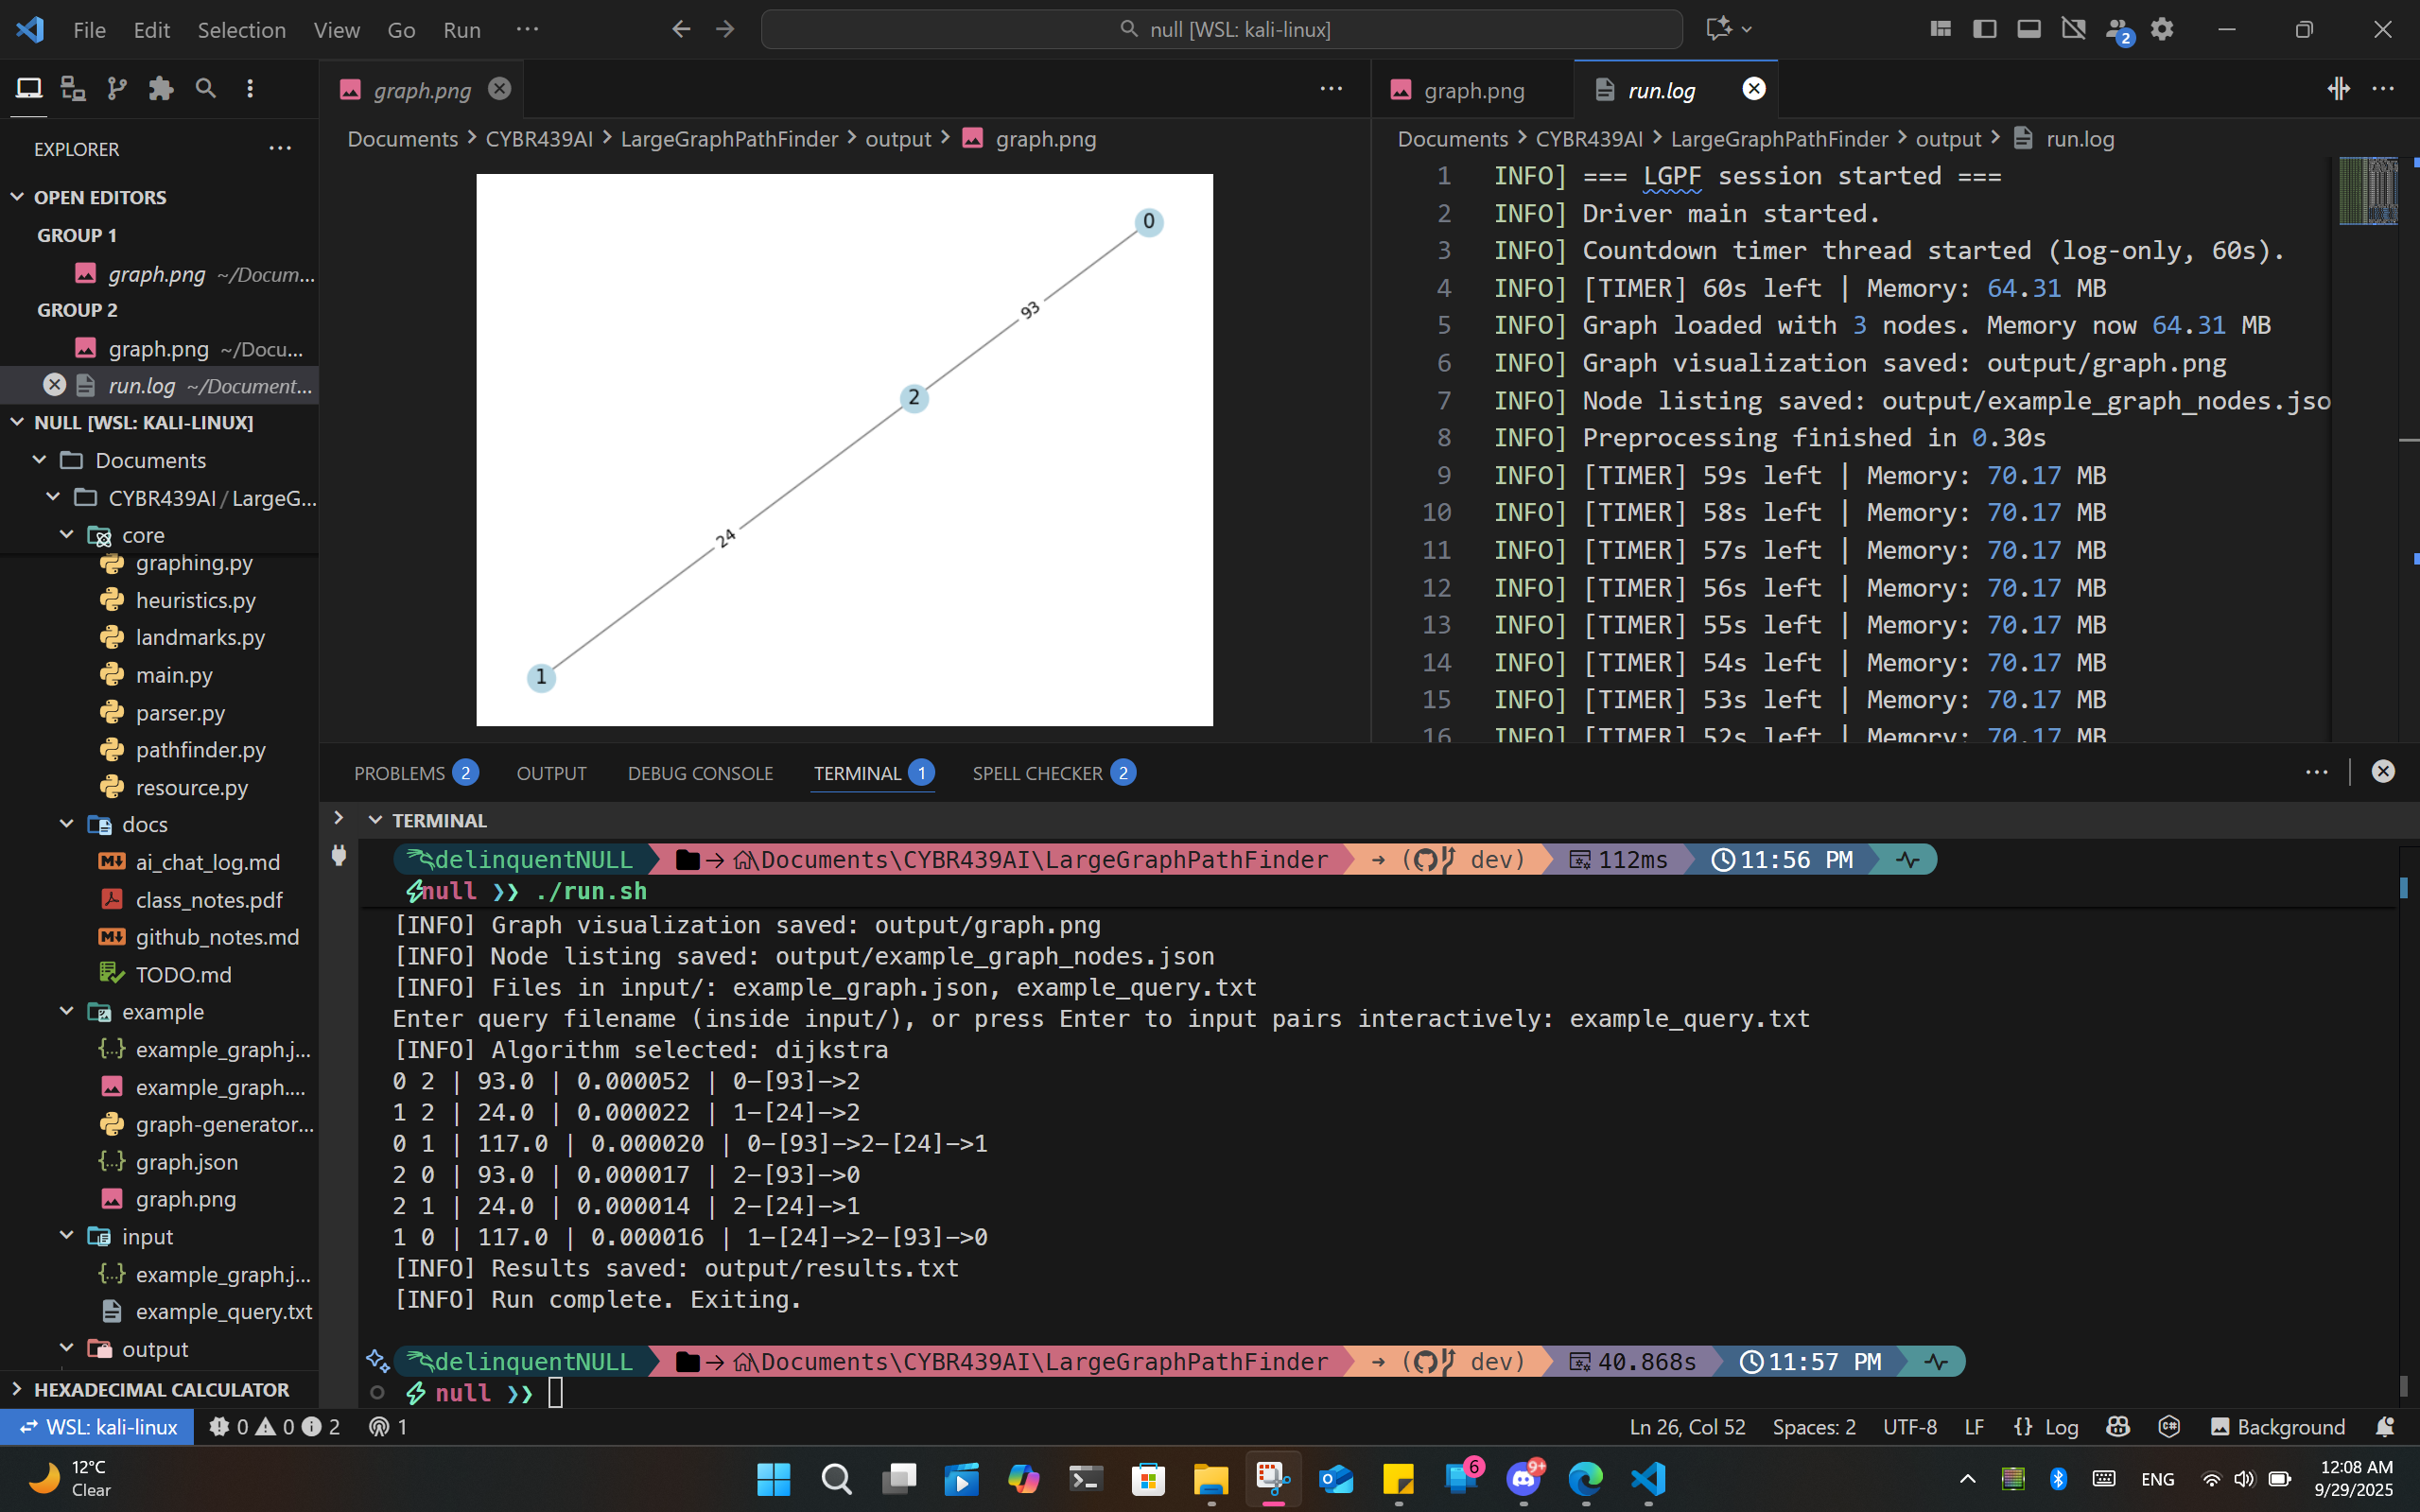 File Edit Selection View Go Run ···
null [WSL: kali-linux]
2
EXPLORER
OPEN EDITORS
GROUP 1
graph.png ~/Docum...
GROUP 2
graph.png ~/Docu...
run.log ~/Document...
NULL [WSL: KALI-LINUX]
Documents
CYBR439AI / LargeG...
core
graphing.py
heuristics.py
landmarks.py
main.py
parser.py
pathfinder.py
resource.py
docs
ai_chat_log.md
class_notes.pdf
github_notes.md
TODO.md
example
example_graph.j...
example_graph....
graph-generator...
graph.json
graph.png
input
example_graph.j...
example_query.txt
output
HEXADECIMAL CALCULATOR
graph.png
Documents > CYBR439AI > LargeGraphPathFinder > output > graph.png
0
93
2
24
1
graph.png run.log
Documents > CYBR439AI > LargeGraphPathFinder > output > run.log
1 INFO] === LGPF session started ===
2 INFO] Driver main started.
3 INFO] Countdown timer thread started (log-only, 60s).
4 INFO] [TIMER] 60s left | Memory: 64.31 MB
5 INFO] Graph loaded with 3 nodes. Memory now 64.31 MB
6 INFO] Graph visualization saved: output/graph.png
7 INFO] Node listing saved: output/example_graph_nodes.jso
8 INFO] Preprocessing finished in 0.30s
9 INFO] [TIMER] 59s left | Memory: 70.17 MB
10 INFO] [TIMER] 58s left | Memory: 70.17 MB
11 INFO] [TIMER] 57s left | Memory: 70.17 MB
12 INFO] [TIMER] 56s left | Memory: 70.17 MB
13 INFO] [TIMER] 55s left | Memory: 70.17 MB
14 INFO] [TIMER] 54s left | Memory: 70.17 MB
15 INFO] [TIMER] 53s left | Memory: 70.17 MB
16 INFO] [TIMER] 52s left | Memory: 70.17 MB
PROBLEMS 2 OUTPUT DEBUG CONSOLE TERMINAL 1 SPELL CHECKER 2
TERMINAL
delinquentNULL → \Documents\CYBR439AI\LargeGraphPathFinder → ( dev) 112ms 11:56 PM
null ❯❯ ./run.sh
[INFO] Graph visualization saved: output/graph.png
[INFO] Node listing saved: output/example_graph_nodes.json
[INFO] Files in input/: example_graph.json, example_query.txt
Enter query filename (inside input/), or press Enter to input pairs interactively: example_query.txt
[INFO] Algorithm selected: dijkstra
0 2 | 93.0 | 0.000052 | 0-[93]->2
1 2 | 24.0 | 0.000022 | 1-[24]->2
0 1 | 117.0 | 0.000020 | 0-[93]->2-[24]->1
2 0 | 93.0 | 0.000017 | 2-[93]->0
2 1 | 24.0 | 0.000014 | 2-[24]->1
1 0 | 117.0 | 0.000016 | 1-[24]->2-[93]->0
[INFO] Results saved: output/results.txt
[INFO] Run complete. Exiting.
delinquentNULL → \Documents\CYBR439AI\LargeGraphPathFinder → ( dev) 40.868s 11:57 PM
null ❯❯
WSL: kali-linux 0 0 2 1 Ln 26, Col 52 Spaces: 2 UTF-8 LF {} Log Background
12°C
Clear
6
9+
ENG
12:08 AM
9/29/2025